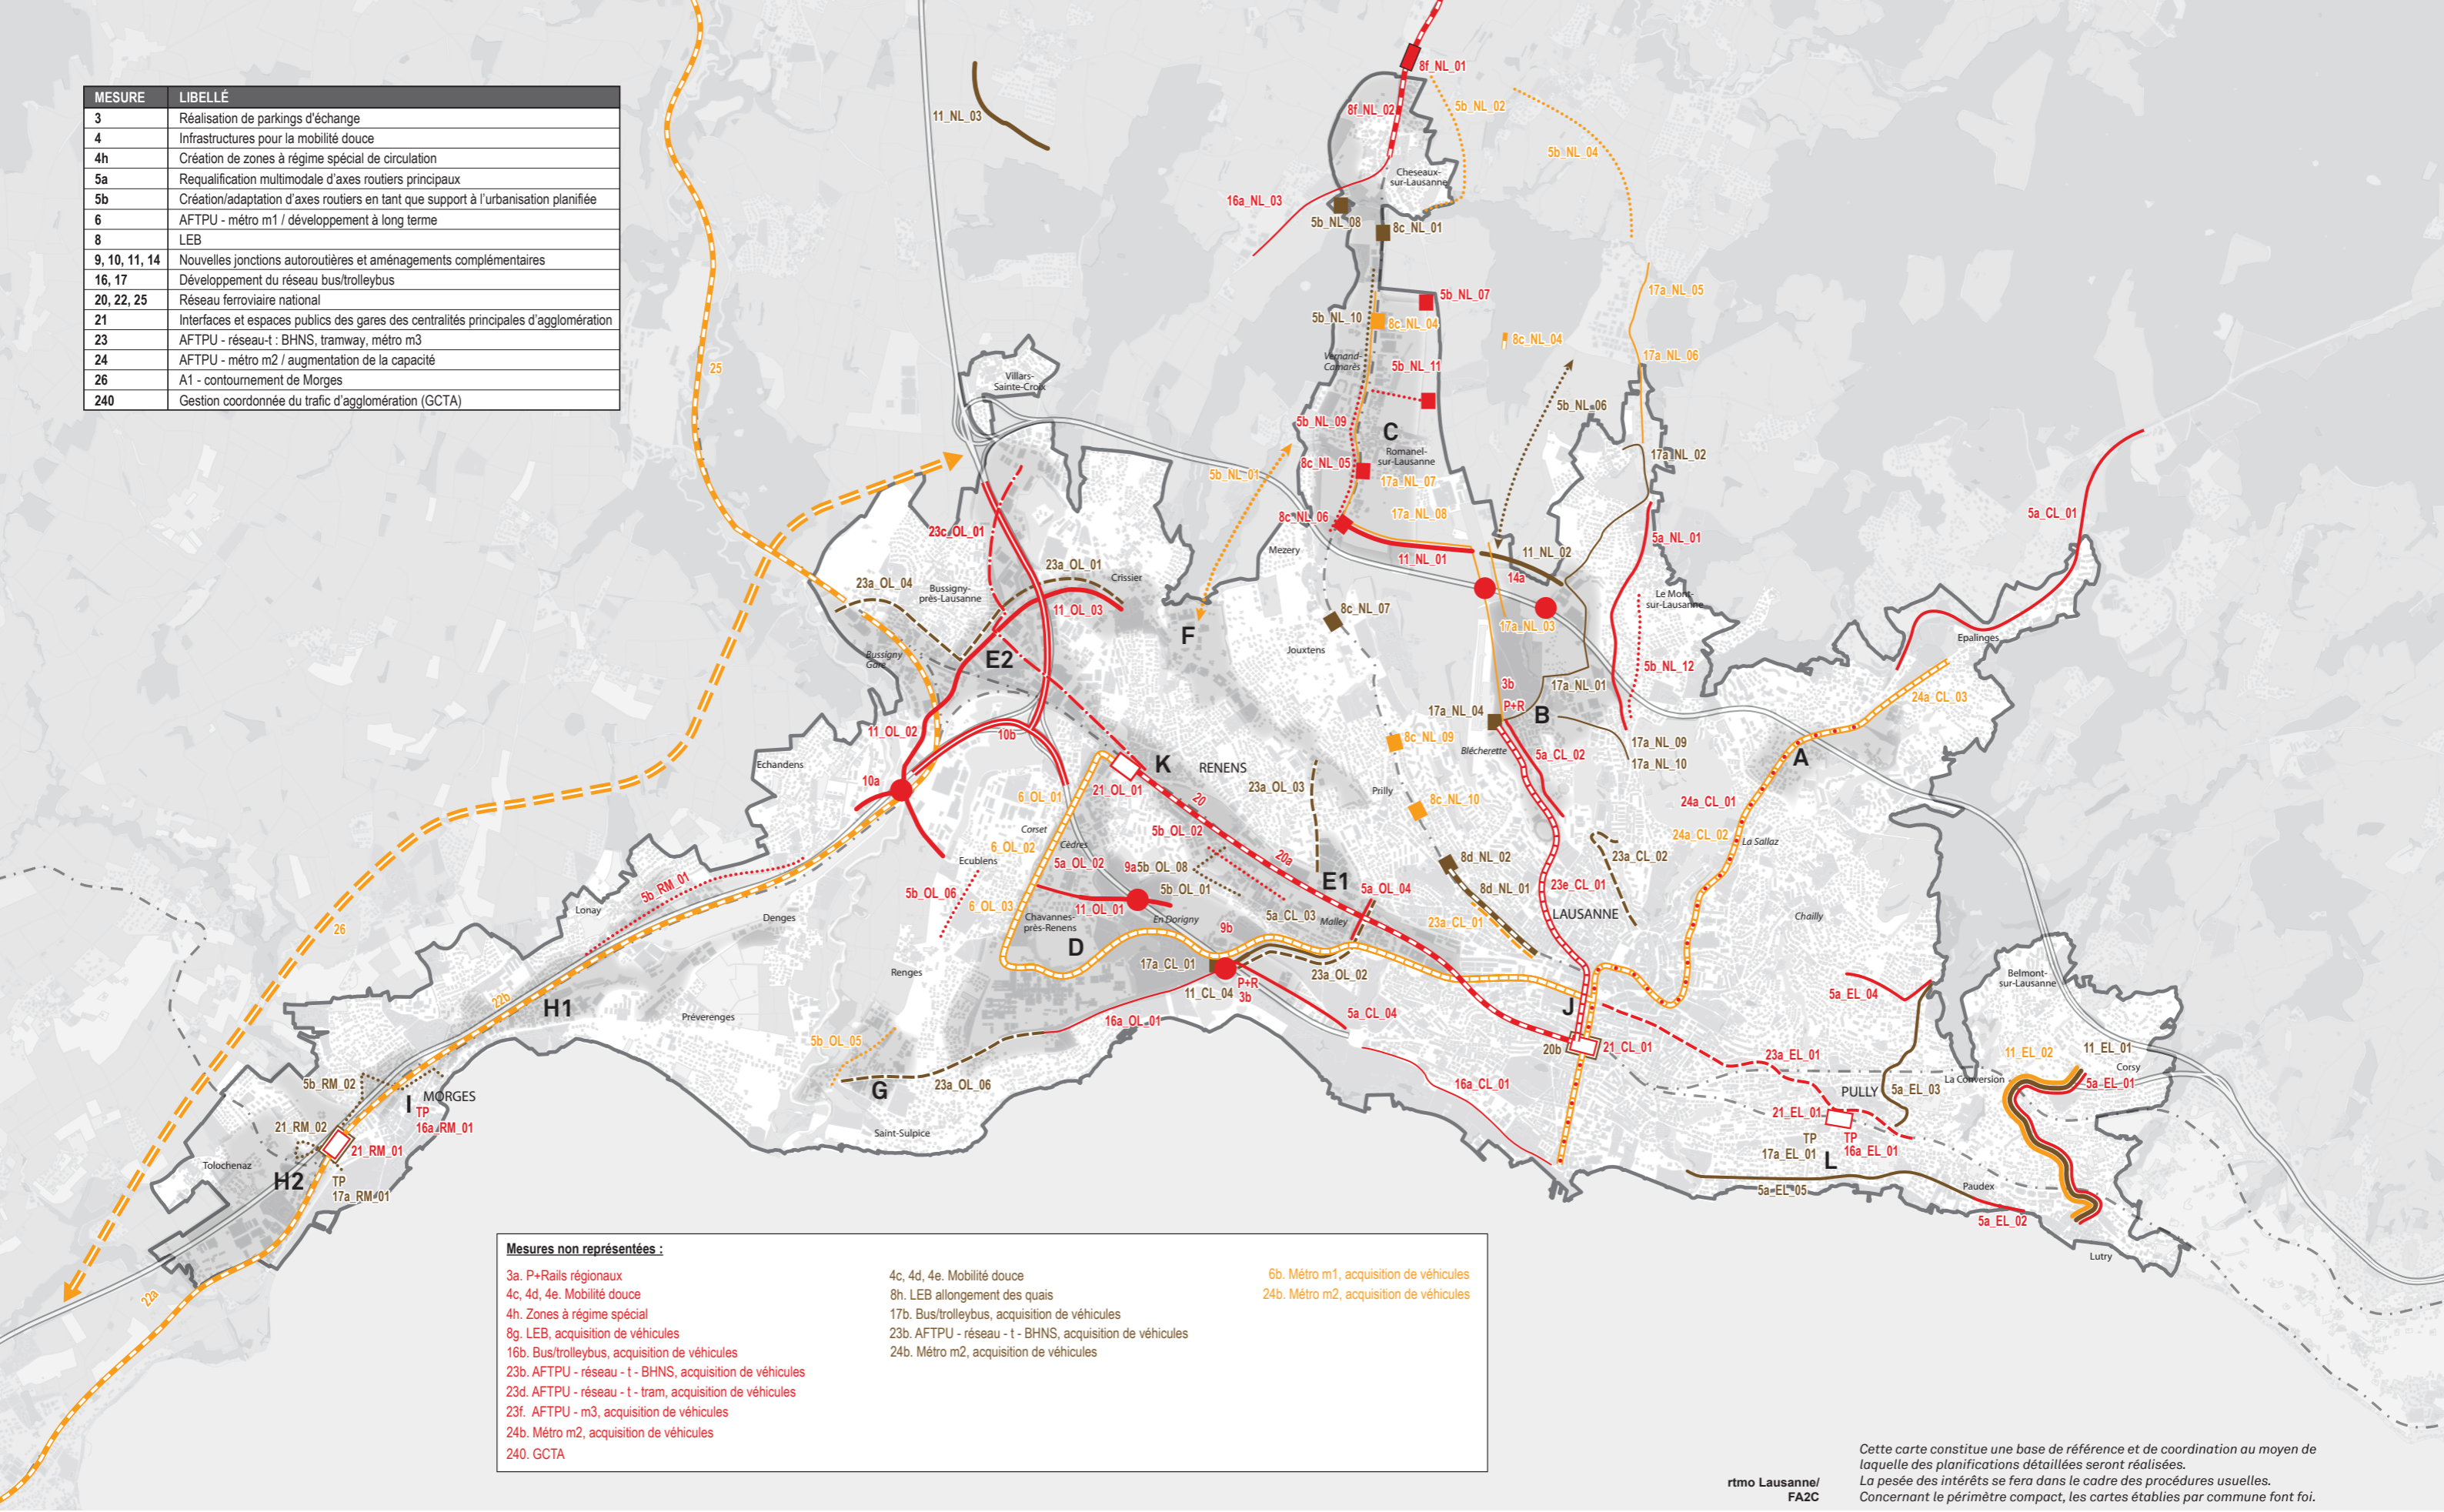 MESURE LIBELLÉ
3 Réalisation de parkings d'échange
4 Infrastructures pour la mobilité douce
4h Création de zones à régime spécial de circulation
5a Requalification multimodale d'axes routiers principaux
5b Création/adaptation d'axes routiers en tant que support à l'urbanisation planifiée
6 AFTPU - métro m1 / développement à long terme
8 LEB
9, 10, 11, 14 Nouvelles jonctions autoroutières et aménagements complémentaires
16, 17 Développement du réseau bus/trolleybus
20, 22, 25 Réseau ferroviaire national
21 Interfaces et espaces publics des gares des centralités principales d'agglomération
23 AFTPU - réseau-t : BHNS, tramway, métro m3
24 AFTPU - métro m2 / augmentation de la capacité
26 A1 - contournement de Morges
240 Gestion coordonnée du trafic d'agglomération (GCTA)
8f_NL_01
11_NL_03
8f_NL_02
5b_NL_02
5b_NL_04
Cheseaux-
sur-Lausanne
16a_NL_03
5b_NL_08
8c_NL_01
17a_NL_05
5b_NL_07
5b_NL_10
8c_NL_04
8c_NL_04
17a_NL_06
Vernand-
Camarès
5b_NL_11
25
Villars-
Sainte-Croix
5b_NL_06
5b_NL_09
C
Romanel-
sur-Lausanne
17a_NL_02
8c_NL_05
5b_NL_01
17a_NL_07
17a_NL_08
8c_NL_06
5a_CL_01
23c_OL_01
5a_NL_01
Mezery
11_NL_02
11_NL_01
23a_OL_01
14a
Crissier
23a_OL_04
Bussigny-
près-Lausanne
11_OL_03
8c_NL_07
Le Mont-
sur-Lausanne
17a_NL_03
F
Epalinges
Jouxtens
Bussigny
Gare
E2
5b_NL_12
3b
P+R
17a_NL_01
24a_CL_03
17a_NL_04
B
11_OL_02
10b
8c_NL_09
Blécherette
5a_CL_02
17a_NL_09
17a_NL_10
A
Echandens
K
RENENS
10a
21_OL_01
6_OL_01
20
23a_OL_03
Prilly
8c_NL_10
24a_CL_01
Corset
5b_OL_02
24a_CL_02
La Sallaz
6_OL_02
Cèdres
Ecublens
5a_OL_02
9a
5b_OL_08
20a
8d_NL_02
23a_CL_02
5b_RM_01
5b_OL_06
E1
5a_OL_04
8d_NL_01
23e_CL_01
5b_OL_01
6_OL_03
11_OL_01
Lonay
Denges
Chavannes-
près-Renens
En Dorigny
5a_CL_03
Malley
23a_CL_01
LAUSANNE
Chailly
26
9b
D
17a_CL_01
23a_OL_02
Renges
P+R
3b
11_CL_04
Belmont-
sur-Lausanne
5a_EL_04
22b
H1
J
Préverenges
16a_OL_01
5a_CL_04
5b_OL_05
20b
21_CL_01
23a_EL_01
11_EL_02
11_EL_01
Corsy
5b_RM_02
G
23a_OL_06
16a_CL_01
La Conversion
5a_EL_01
PULLY
5a_EL_03
I
MORGES
TP
16a_RM_01
21_EL_01
21_RM_02
Saint-Sulpice
TP
17a_EL_01
TP
16a_EL_01
21_RM_01
L
Tolochenaz
H2
TP
17a_RM_01
5a_EL_05
Paudex
5a_EL_02
Lutry
22a
Mesures non représentées :
3a. P+Rails régionaux
4c, 4d, 4e. Mobilité douce
4h. Zones à régime spécial
8g. LEB, acquisition de véhicules
16b. Bus/trolleybus, acquisition de véhicules
23b. AFTPU - réseau - t - BHNS, acquisition de véhicules
23d. AFTPU - réseau - t - tram, acquisition de véhicules
23f. AFTPU - m3, acquisition de véhicules
24b. Métro m2, acquisition de véhicules
240. GCTA
4c, 4d, 4e. Mobilité douce
8h. LEB allongement des quais
17b. Bus/trolleybus, acquisition de véhicules
23b. AFTPU - réseau - t - BHNS, acquisition de véhicules
24b. Métro m2, acquisition de véhicules
6b. Métro m1, acquisition de véhicules
24b. Métro m2, acquisition de véhicules
rtmo Lausanne/
FA2C
Cette carte constitue une base de référence et de coordination au moyen de
laquelle des planifications détaillées seront réalisées.
La pesée des intérêts se fera dans le cadre des procédures usuelles.
Concernant le périmètre compact, les cartes établies par commune font foi.